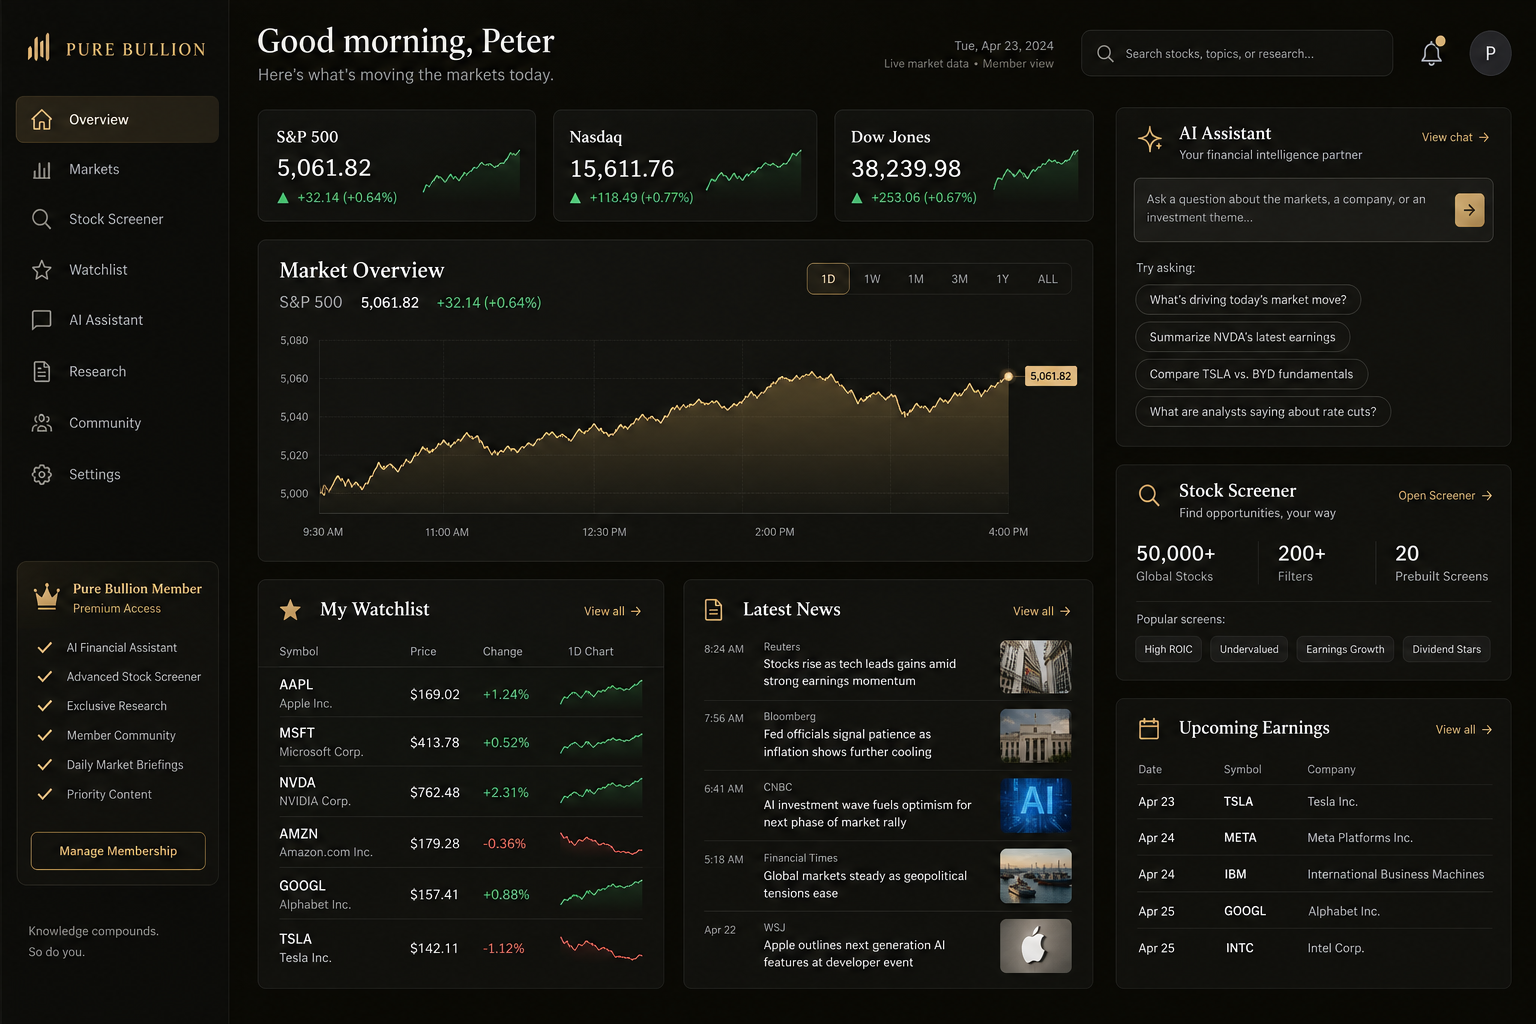 PURE BULLION
Overview
Markets
Stock Screener
Watchlist
AI Assistant
Research
Community
Settings
Pure Bullion Member
Premium Access
AI Financial Assistant
Advanced Stock Screener
Exclusive Research
Member Community
Daily Market Briefings
Priority Content
Manage Membership
Knowledge compounds.
So do you.
Good morning, Peter
Here's what's moving the markets today.
Tue, Apr 23, 2024
Live market data • Member view
Search stocks, topics, or research...
P
S&P 500
5,061.82
▲ +32.14 (+0.64%)
Nasdaq
15,611.76
▲ +118.49 (+0.77%)
Dow Jones
38,239.98
▲ +253.06 (+0.67%)
Market Overview
S&P 500 5,061.82 +32.14 (+0.64%)
1D 1W 1M 3M 1Y ALL
5,080
5,060
5,040
5,020
5,000
5,061.82
9:30 AM 11:00 AM 12:30 PM 2:00 PM 4:00 PM
My Watchlist
View all →
Symbol Price Change 1D Chart
AAPL
Apple Inc.
$169.02 +1.24%
MSFT
Microsoft Corp.
$413.78 +0.52%
NVDA
NVIDIA Corp.
$762.48 +2.31%
AMZN
Amazon.com Inc.
$179.28 -0.36%
GOOGL
Alphabet Inc.
$157.41 +0.88%
TSLA
Tesla Inc.
$142.11 -1.12%
Latest News
View all →
8:24 AM
Reuters
Stocks rise as tech leads gains amid
strong earnings momentum
7:56 AM
Bloomberg
Fed officials signal patience as
inflation shows further cooling
6:41 AM
CNBC
AI investment wave fuels optimism for
next phase of market rally
AI
5:18 AM
Financial Times
Global markets steady as geopolitical
tensions ease
Apr 22
WSJ
Apple outlines next generation AI
features at developer event
AI Assistant
Your financial intelligence partner
View chat →
Ask a question about the markets, a company, or an
investment theme...
Try asking:
What's driving today's market move?
Summarize NVDA's latest earnings
Compare TSLA vs. BYD fundamentals
What are analysts saying about rate cuts?
Stock Screener
Find opportunities, your way
Open Screener →
50,000+
Global Stocks
200+
Filters
20
Prebuilt Screens
Popular screens:
High ROIC
Undervalued
Earnings Growth
Dividend Stars
Upcoming Earnings
View all →
Date Symbol Company
Apr 23 TSLA Tesla Inc.
Apr 24 META Meta Platforms Inc.
Apr 24 IBM International Business Machines
Apr 25 GOOGL Alphabet Inc.
Apr 25 INTC Intel Corp.